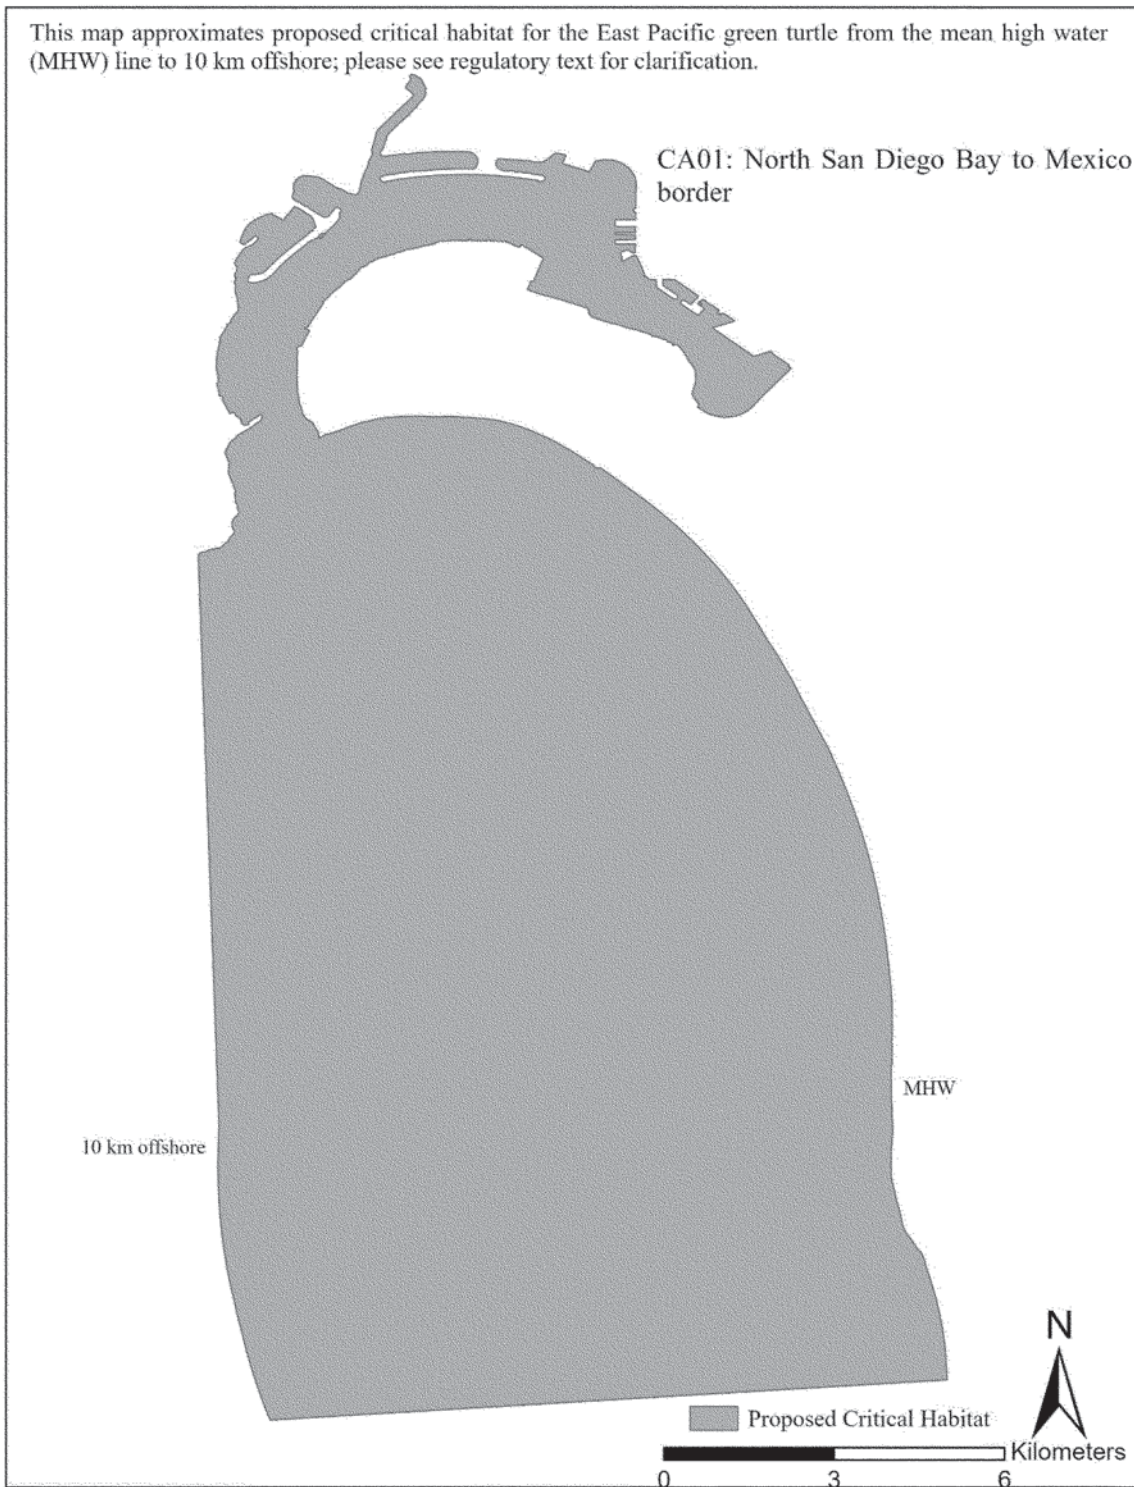 This map approximates proposed critical habitat for the East Pacific green turtle from the mean high water
(MHW) line to 10 km offshore; please see regulatory text for clarification.
CA01: North San Diego Bay to Mexico
border
MHW
10 km offshore
N
Proposed Critical Habitat
Kilometers
0 3 6